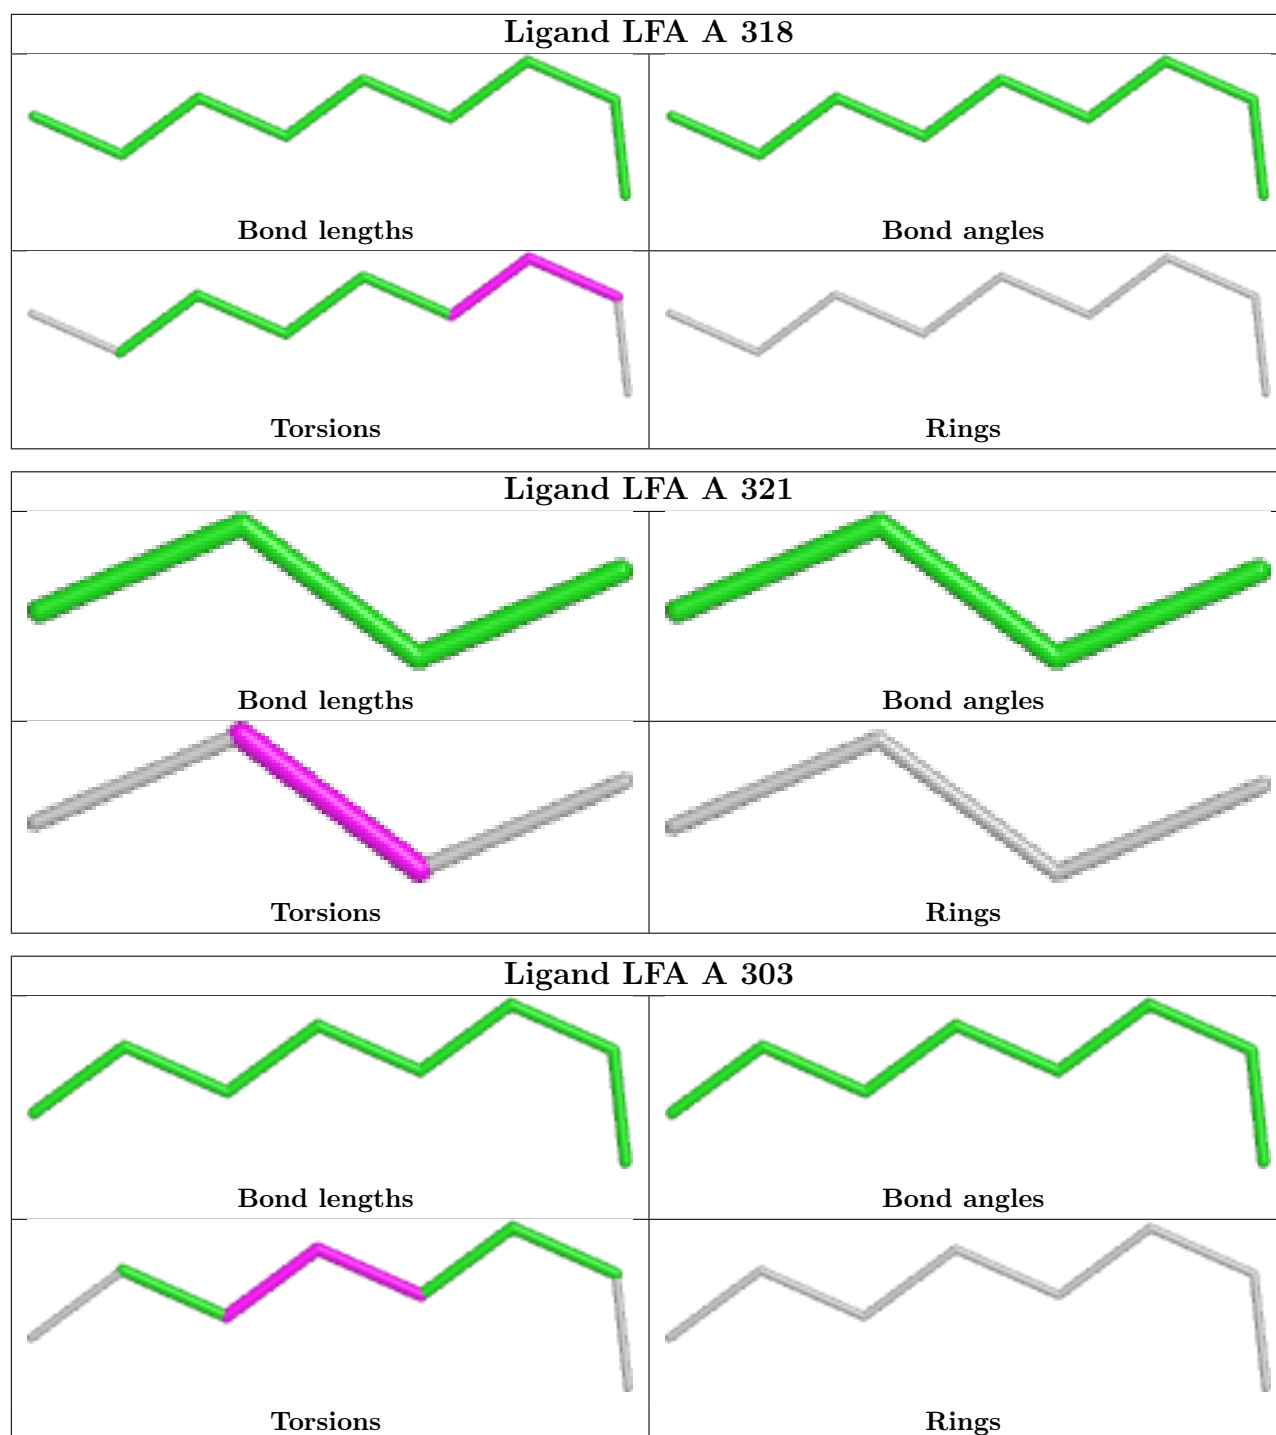 Ligand LFA A 318
Bond lengths
Bond angles
Torsions
Rings
Ligand LFA A 321
Bond lengths
Bond angles
Torsions
Rings
Ligand LFA A 303
Bond lengths
Bond angles
Torsions
Rings